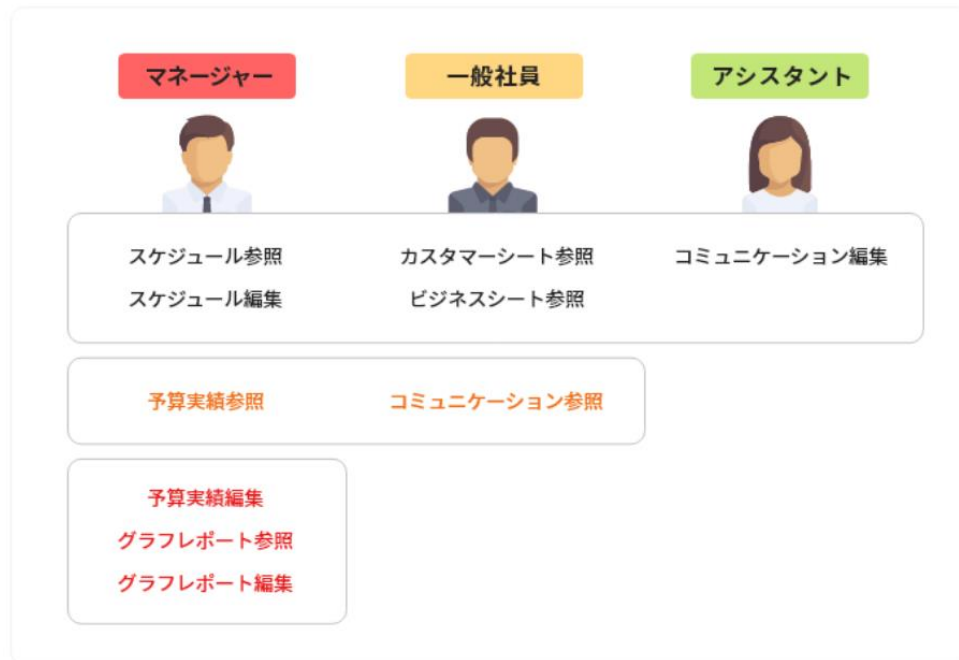 マネージャー
一般社員
アシスタント
スケジュール参照
カスタマーシート参照
コミュニケーション編集
スケジュール編集
ビジネスシート参照
予算実績参照
コミュニケーション参照
予算実績編集
グラフレポート参照
グラフレポート編集